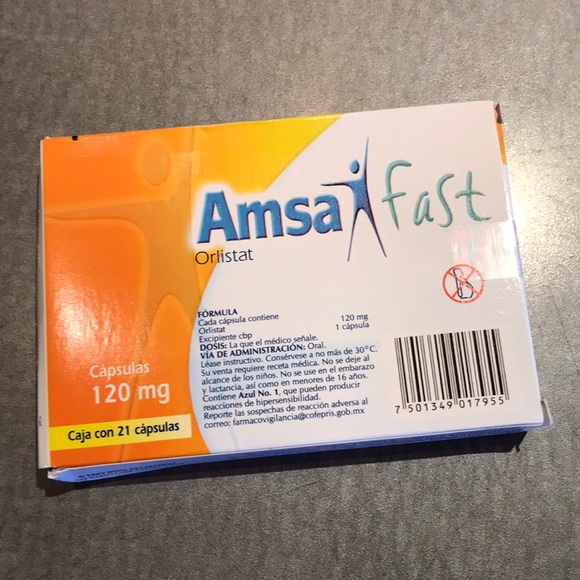 Amsa fast
Orlistat
FÓRMULA
Cada cápsula contiene
Orlistat 120 mg
Excipiente cbp 1 cápsula
DOSIS: La que el médico señale.
VÍA DE ADMINISTRACIÓN: Oral.
Léase instructivo. Consérvese a no más de 30°C.
Su venta requiere receta médica. No se deje al
alcance de los niños. No se use en el embarazo
y lactancia, así como en menores de 16 años.
Contiene Azul No. 1, que pueden producir
reacciones de hipersensibilidad.
Reporte las sospechas de reacción adversa al
correo: farmacovigilancia@cofepris.gob.mx
Cápsulas
120 mg
Caja con 21 cápsulas
7 501349 017955